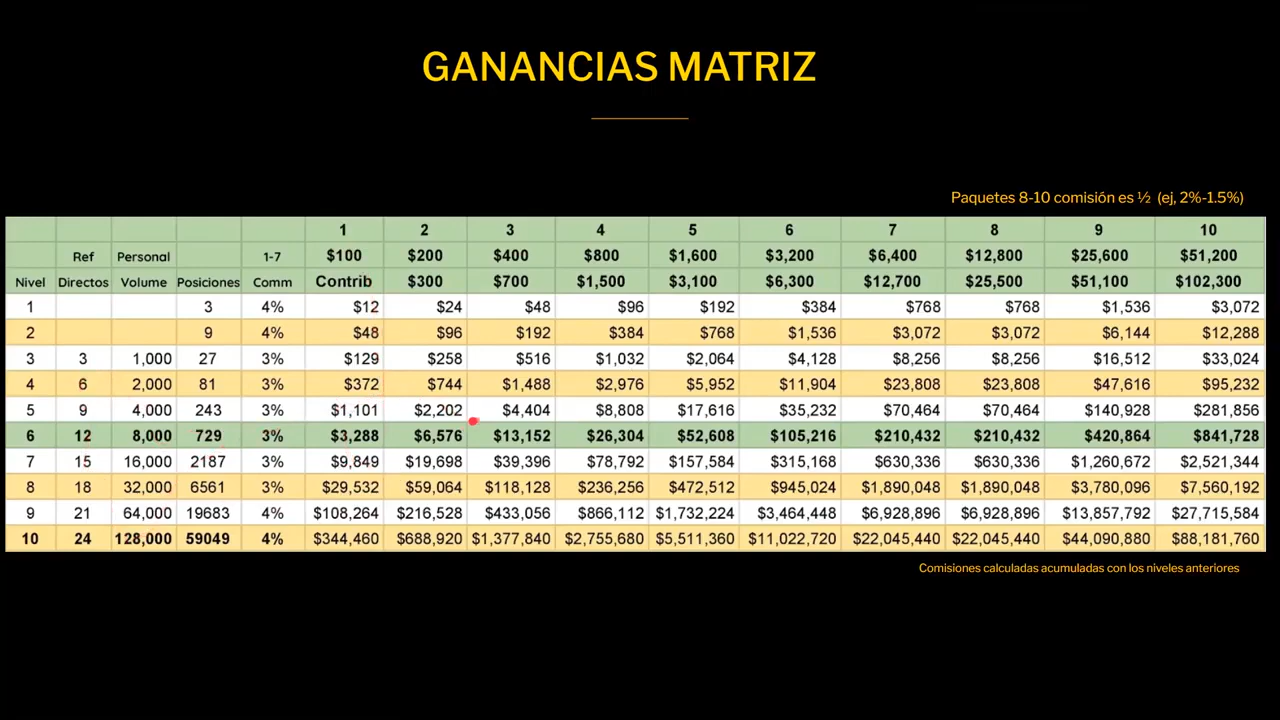 GANANCIAS MATRIZ
Paquetes 8-10 comisión es ½ (ej, 2%-1.5%)
1 2 3 4 5 6 7 8 9 10
Ref Personal 1-7 $100 $200 $400 $800 $1,600 $3,200 $6,400 $12,800 $25,600 $51,200
Nivel Directos Volume Posiciones Comm Contrib $300 $700 $1,500 $3,100 $6,300 $12,700 $25,500 $51,100 $102,300
1 3 4% $12 $24 $48 $96 $192 $384 $768 $768 $1,536 $3,072
2 9 4% $48 $96 $192 $384 $768 $1,536 $3,072 $3,072 $6,144 $12,288
3 3 1,000 27 3% $129 $258 $516 $1,032 $2,064 $4,128 $8,256 $8,256 $16,512 $33,024
4 6 2,000 81 3% $372 $744 $1,488 $2,976 $5,952 $11,904 $23,808 $23,808 $47,616 $95,232
5 9 4,000 243 3% $1,101 $2,202 $4,404 $8,808 $17,616 $35,232 $70,464 $70,464 $140,928 $281,856
6 12 8,000 729 3% $3,288 $6,576 $13,152 $26,304 $52,608 $105,216 $210,432 $210,432 $420,864 $841,728
7 15 16,000 2187 3% $9,849 $19,698 $39,396 $78,792 $157,584 $315,168 $630,336 $630,336 $1,260,672 $2,521,344
8 18 32,000 6561 3% $29,532 $59,064 $118,128 $236,256 $472,512 $945,024 $1,890,048 $1,890,048 $3,780,096 $7,560,192
9 21 64,000 19683 4% $108,264 $216,528 $433,056 $866,112 $1,732,224 $3,464,448 $6,928,896 $6,928,896 $13,857,792 $27,715,584
10 24 128,000 59049 4% $344,460 $688,920 $1,377,840 $2,755,680 $5,511,360 $11,022,720 $22,045,440 $22,045,440 $44,090,880 $88,181,760
Comisiones calculadas acumuladas con los niveles anteriores